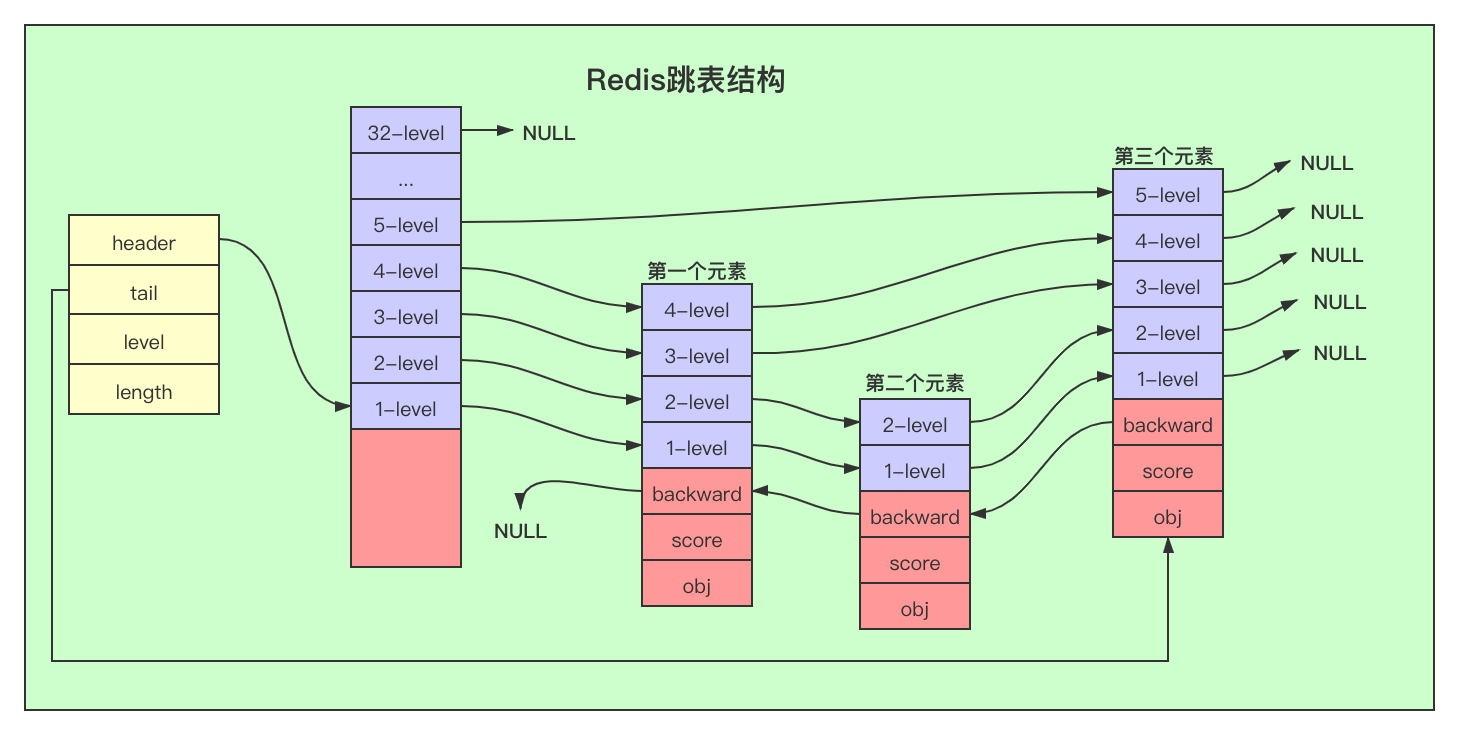 Redis跳表结构
header
tail
level
length
32-level
NULL
...
5-level
4-level
3-level
2-level
1-level
第一个元素
4-level
3-level
2-level
1-level
backward
score
obj
NULL
第二个元素
2-level
1-level
backward
score
obj
第三个元素
5-level
4-level
3-level
2-level
1-level
backward
score
obj
NULL
NULL
NULL
NULL
NULL